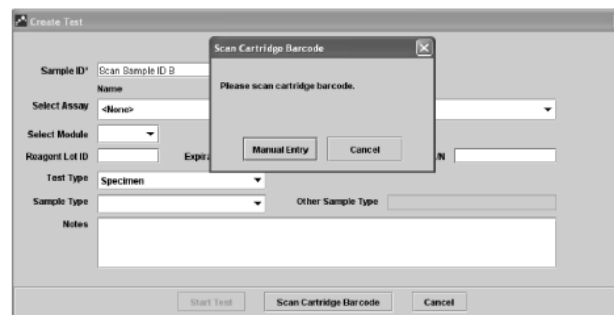 Create Test
Scan Cartridge Barcode
Sample ID* Scan Sample ID B
Please scan cartridge barcode.
Name
Select Assay <None>
Select Module
Manual Entry Cancel
Reagent Lot ID Expira /N
Test Type Specimen
Sample Type Other Sample Type
Notes
Start Test Scan Cartridge Barcode Cancel